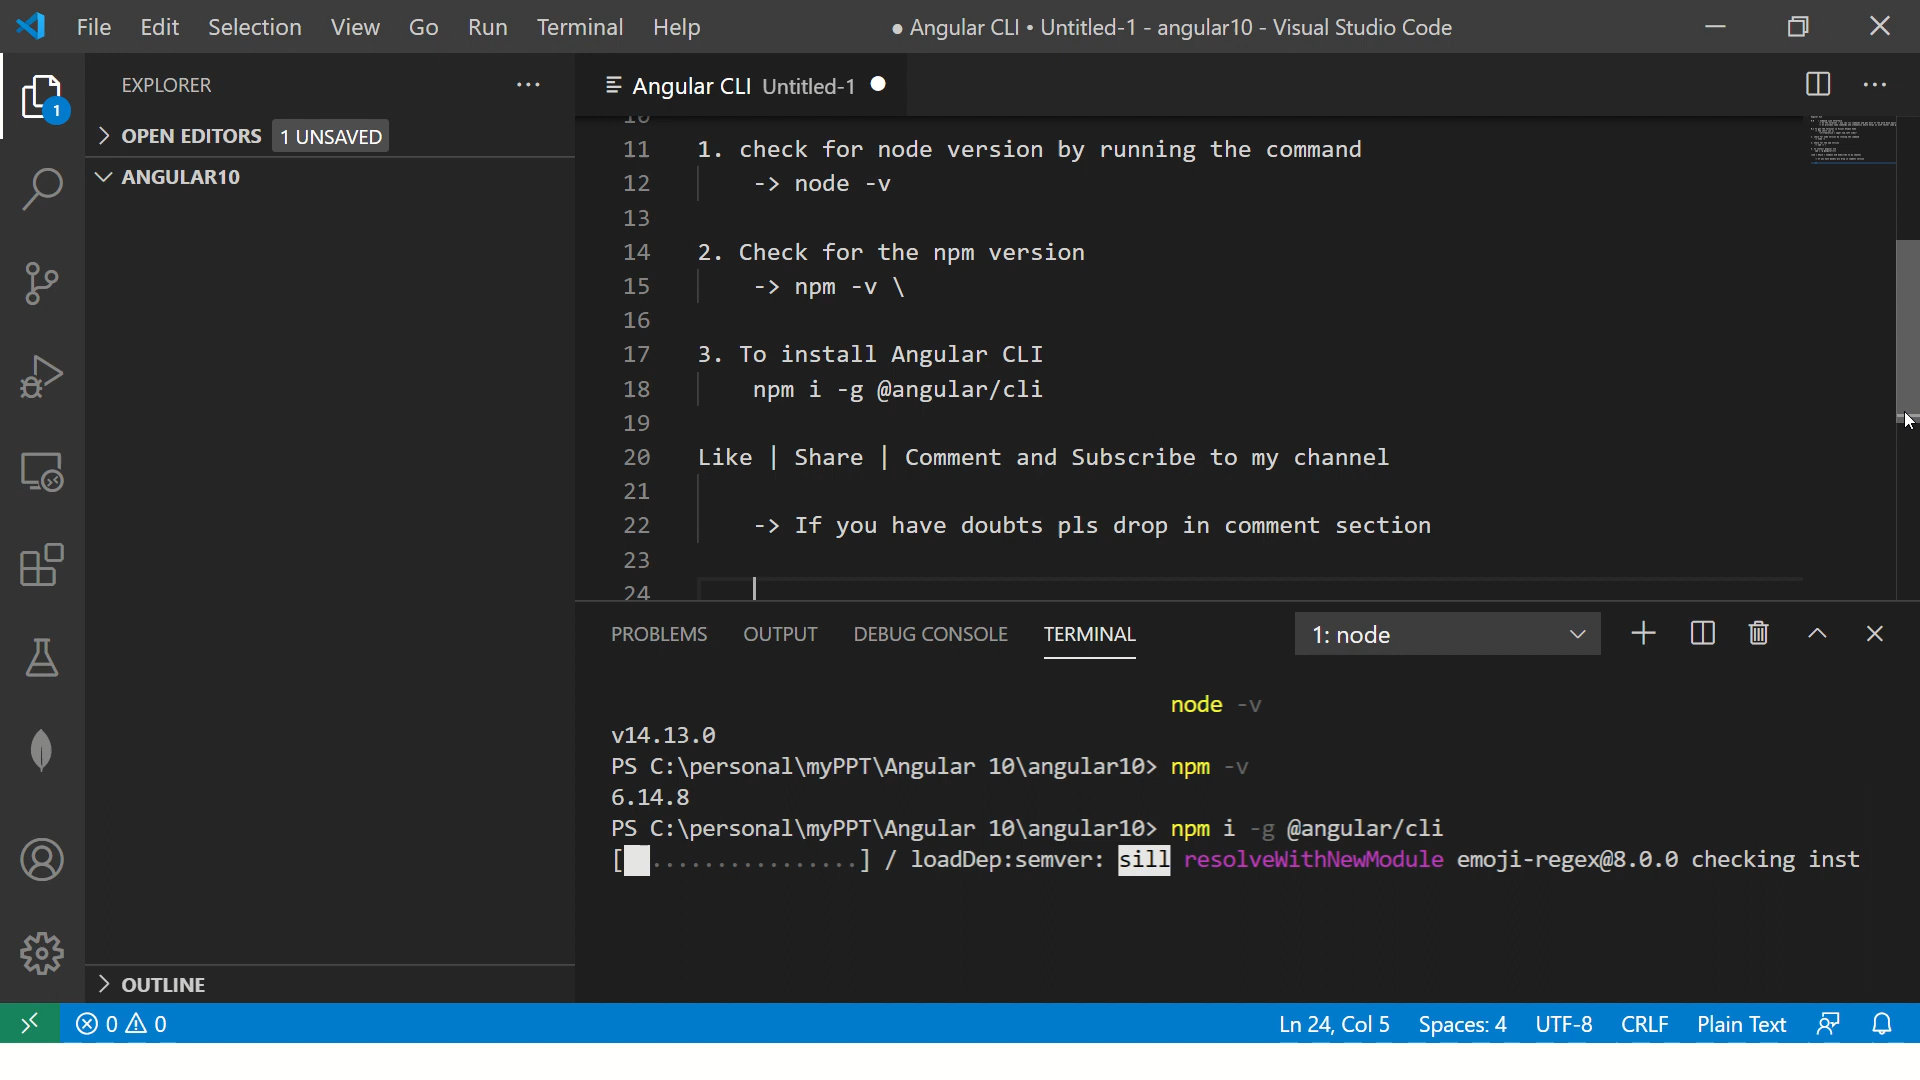 File Edit Selection View Go Run Terminal Help ● Angular CLI • Untitled-1 - angular10 - Visual Studio Code
EXPLORER
Angular CLI Untitled-1
1
OPEN EDITORS 1 UNSAVED
ANGULAR10
10
11 1. check for node version by running the command
12 -> node -v
13
14 2. Check for the npm version
15 -> npm -v \
16
17 3. To install Angular CLI
18 npm i -g @angular/cli
19
20 Like | Share | Comment and Subscribe to my channel
21
22 -> If you have doubts pls drop in comment section
23
24
PROBLEMS OUTPUT DEBUG CONSOLE TERMINAL 1: node
node -v
v14.13.0
PS C:\personal\myPPT\Angular 10\angular10> npm -v
6.14.8
PS C:\personal\myPPT\Angular 10\angular10> npm i -g @angular/cli
[ ................] / loadDep:semver: sill resolveWithNewModule emoji-regex@8.0.0 checking inst
OUTLINE
0 0 Ln 24, Col 5 Spaces: 4 UTF-8 CRLF Plain Text